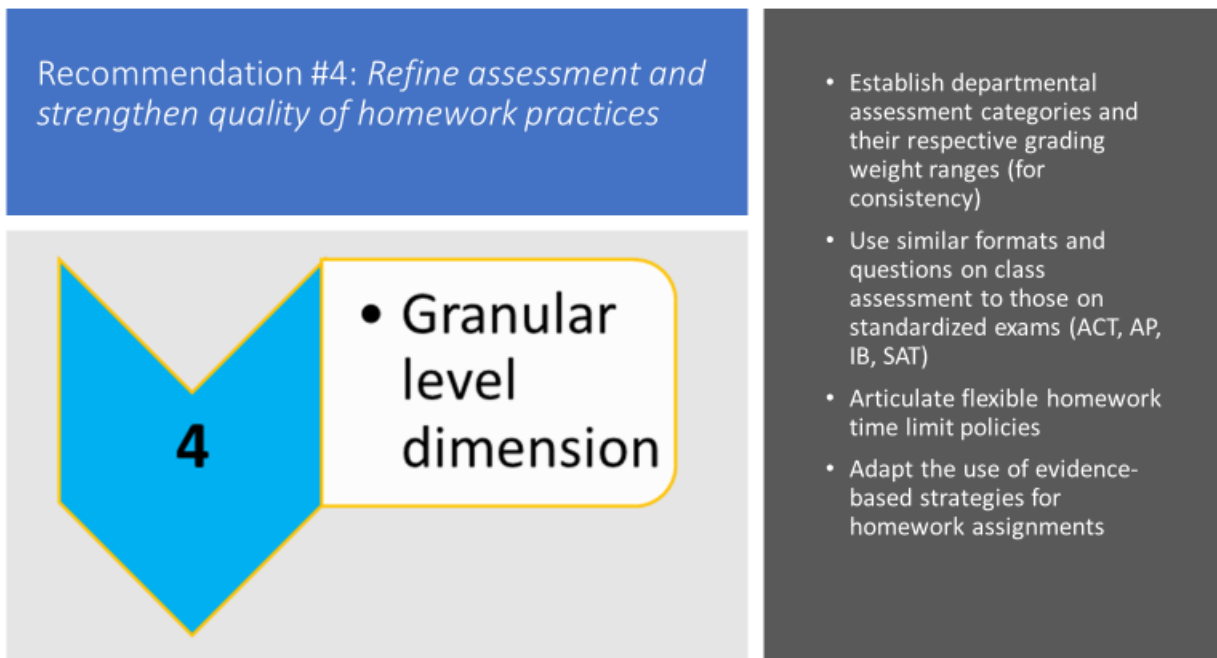 Recommendation #4: Refine assessment and
strengthen quality of homework practices
4
• Granular
level
dimension
• Establish departmental
assessment categories and
their respective grading
weight ranges (for
consistency)
• Use similar formats and
questions on class
assessment to those on
standardized exams (ACT, AP,
IB, SAT)
• Articulate flexible homework
time limit policies
• Adapt the use of evidence-
based strategies for
homework assignments